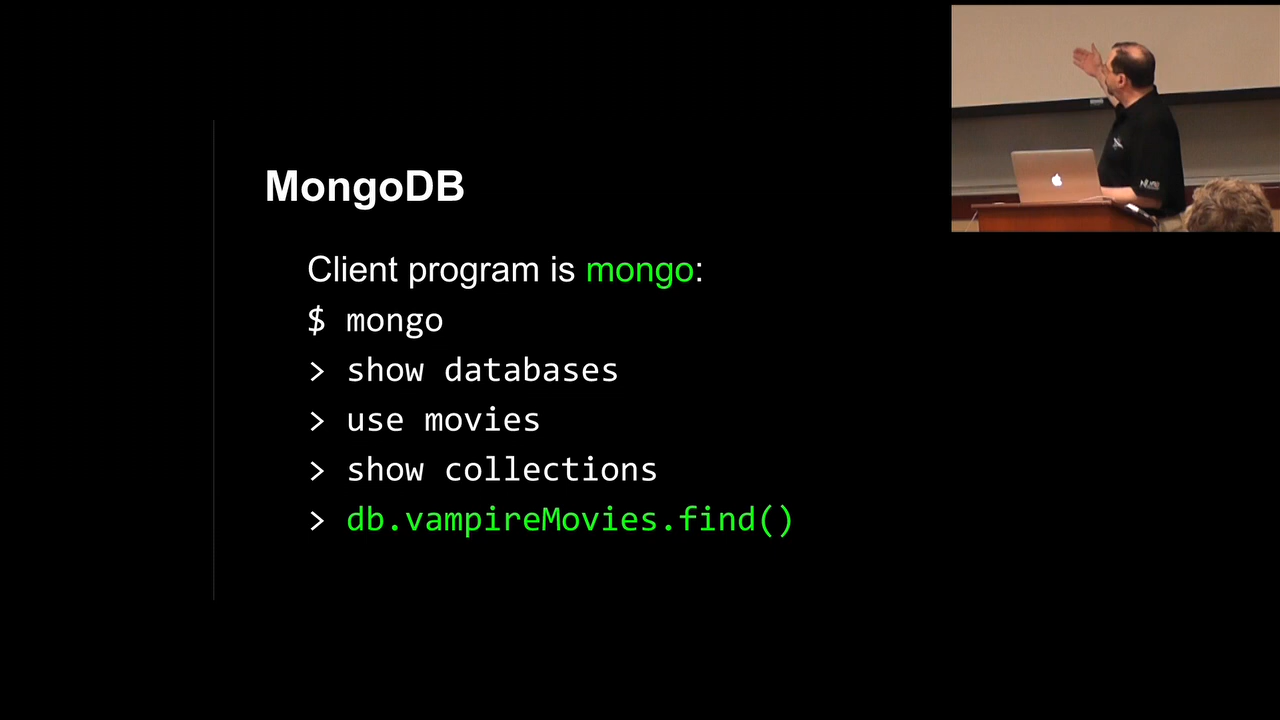 MongoDB
Client program is mongo:
$ mongo
> show databases
> use movies
> show collections
> db.vampireMovies.find()